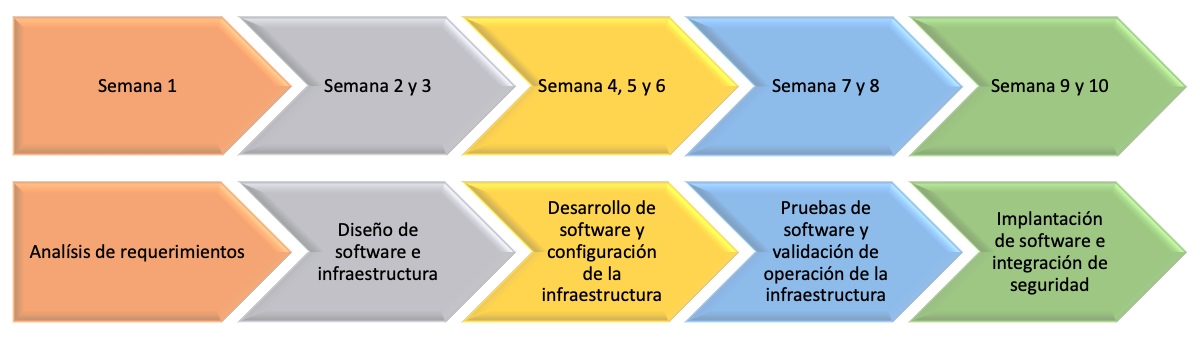 Semana 1
Semana 2 y 3
Semana 4, 5 y 6
Semana 7 y 8
Semana 9 y 10
Analísis de requerimientos
Diseño de
software e
infraestructura
Desarrollo de
software y
configuración
de la
infraestructura
Pruebas de
software y
validación de
operación de la
infraestructura
Implantación
de software e
integración de
seguridad